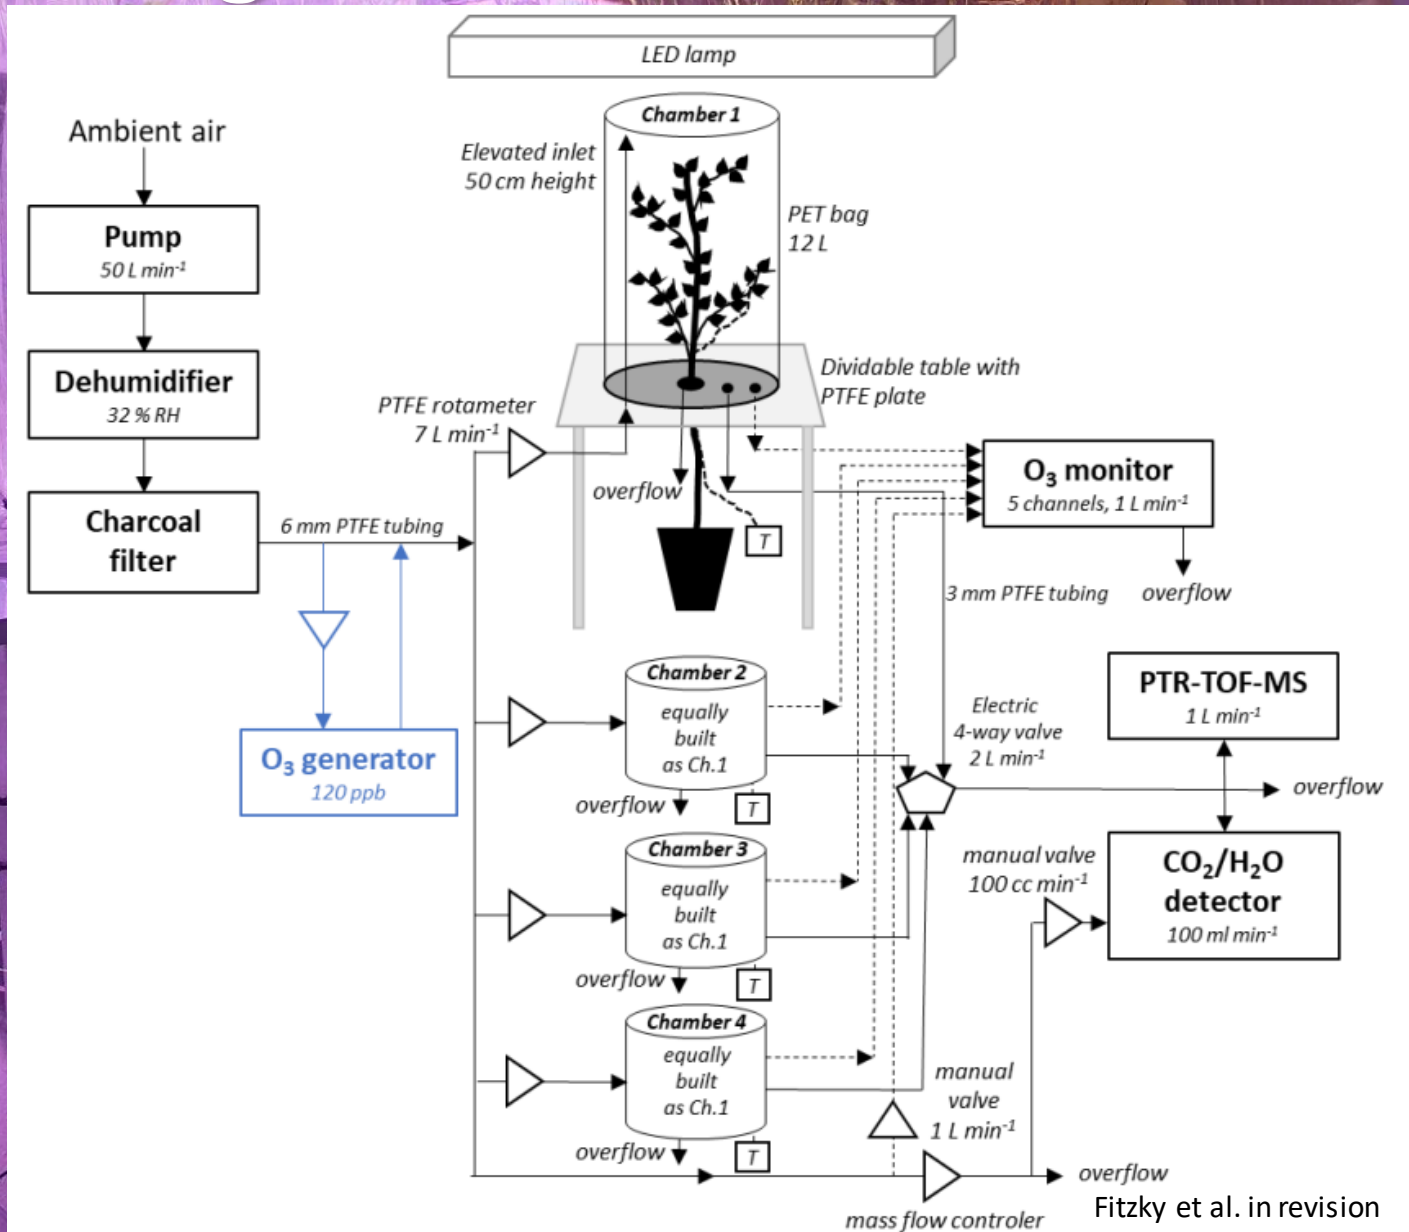 LED lamp
Ambient air
Chamber 1
Elevated inlet
50 cm height
PET bag
12 L
Pump
50 L min⁻¹
Dehumidifier
32 % RH
Charcoal
filter
6 mm PTFE tubing
PTFE rotameter
7 L min⁻¹
Dividable table with
PTFE plate
overflow
T
O₃ monitor
5 channels, 1 L min⁻¹
overflow
3 mm PTFE tubing
O₃ generator
120 ppb
Chamber 2
equally
built
as Ch.1
overflow
T
Electric
4-way valve
2 L min⁻¹
PTR-TOF-MS
1 L min⁻¹
overflow
Chamber 3
equally
built
as Ch.1
overflow
T
manual valve
100 cc min⁻¹
CO₂/H₂O
detector
100 ml min⁻¹
Chamber 4
equally
built
as Ch.1
overflow
T
manual
valve
1 L min⁻¹
overflow
mass flow controler
Fitzky et al. in revision